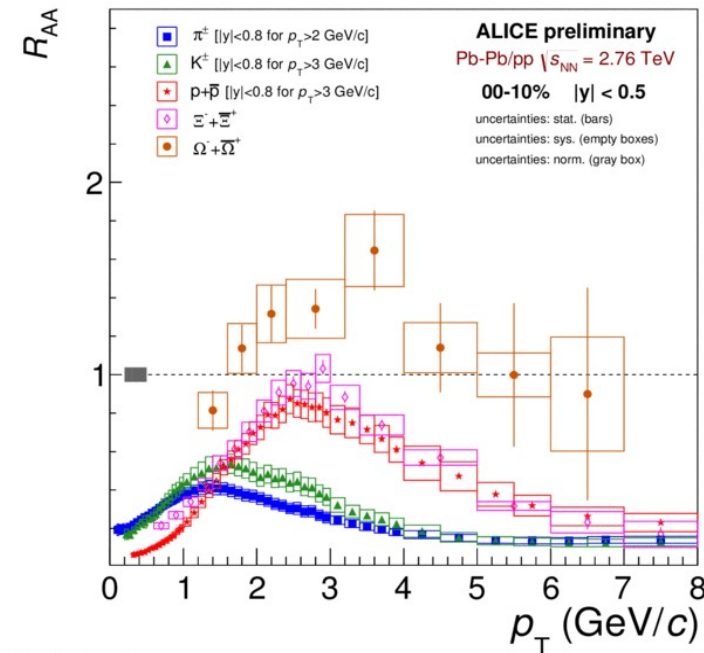 R_AA
π± [|y|<0.8 for p_T>2 GeV/c]
K± [|y|<0.8 for p_T>3 GeV/c]
p+p̅ [|y|<0.8 for p_T>3 GeV/c]
Ξ⁻+Ξ̅⁺
Ω⁻+Ω̅⁺
ALICE preliminary
Pb-Pb/pp √s_NN = 2.76 TeV
00-10% |y| < 0.5
uncertainties: stat. (bars)
uncertainties: sys. (empty boxes)
uncertainties: norm. (gray box)
2
1
0 1 2 3 4 5 6 7 8
p_T (GeV/c)